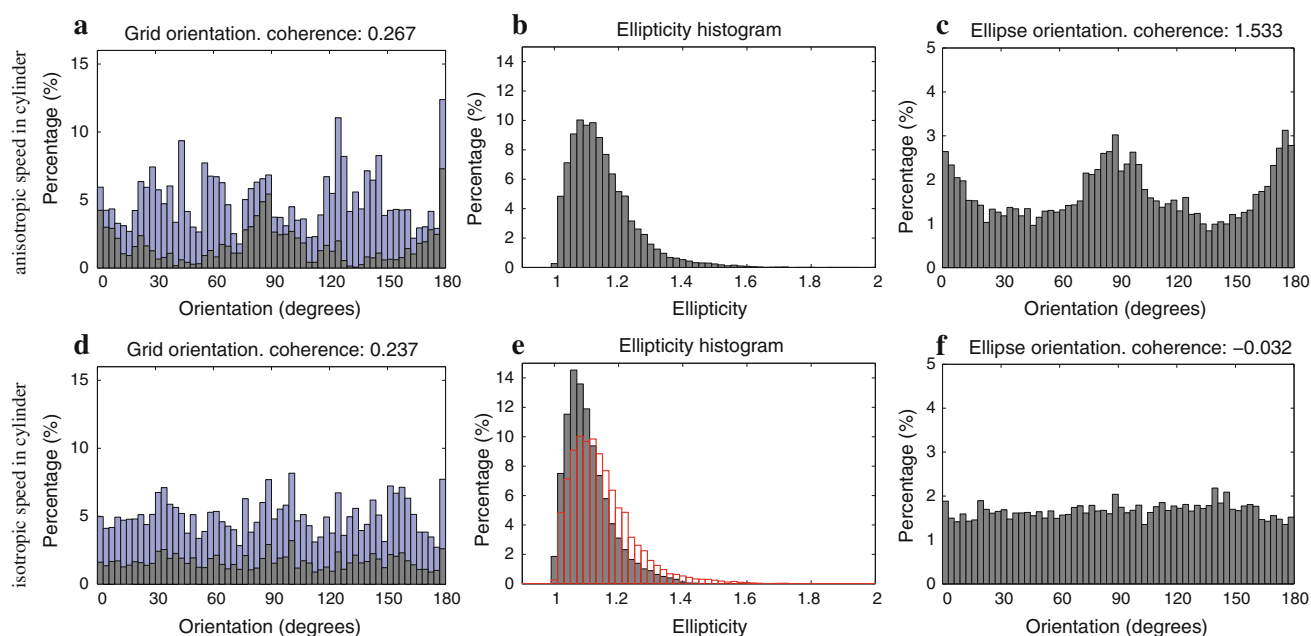 a
Grid orientation. coherence: 0.267
anisotropic speed in cylinder
Percentage (%)
15
10
5
0
0 30 60 90 120 150 180
Orientation (degrees)
b
Ellipticity histogram
Percentage (%)
14
12
10
8
6
4
2
0
1 1.2 1.4 1.6 1.8 2
Ellipticity
c
Ellipse orientation. coherence: 1.533
Percentage (%)
5
4
3
2
1
0
0 30 60 90 120 150 180
Orientation (degrees)
d
Grid orientation. coherence: 0.237
isotropic speed in cylinder
Percentage (%)
15
10
5
0
0 30 60 90 120 150 180
Orientation (degrees)
e
Ellipticity histogram
Percentage (%)
14
12
10
8
6
4
2
0
1 1.2 1.4 1.6 1.8 2
Ellipticity
f
Ellipse orientation. coherence: −0.032
Percentage (%)
5
4
3
2
1
0
0 30 60 90 120 150 180
Orientation (degrees)